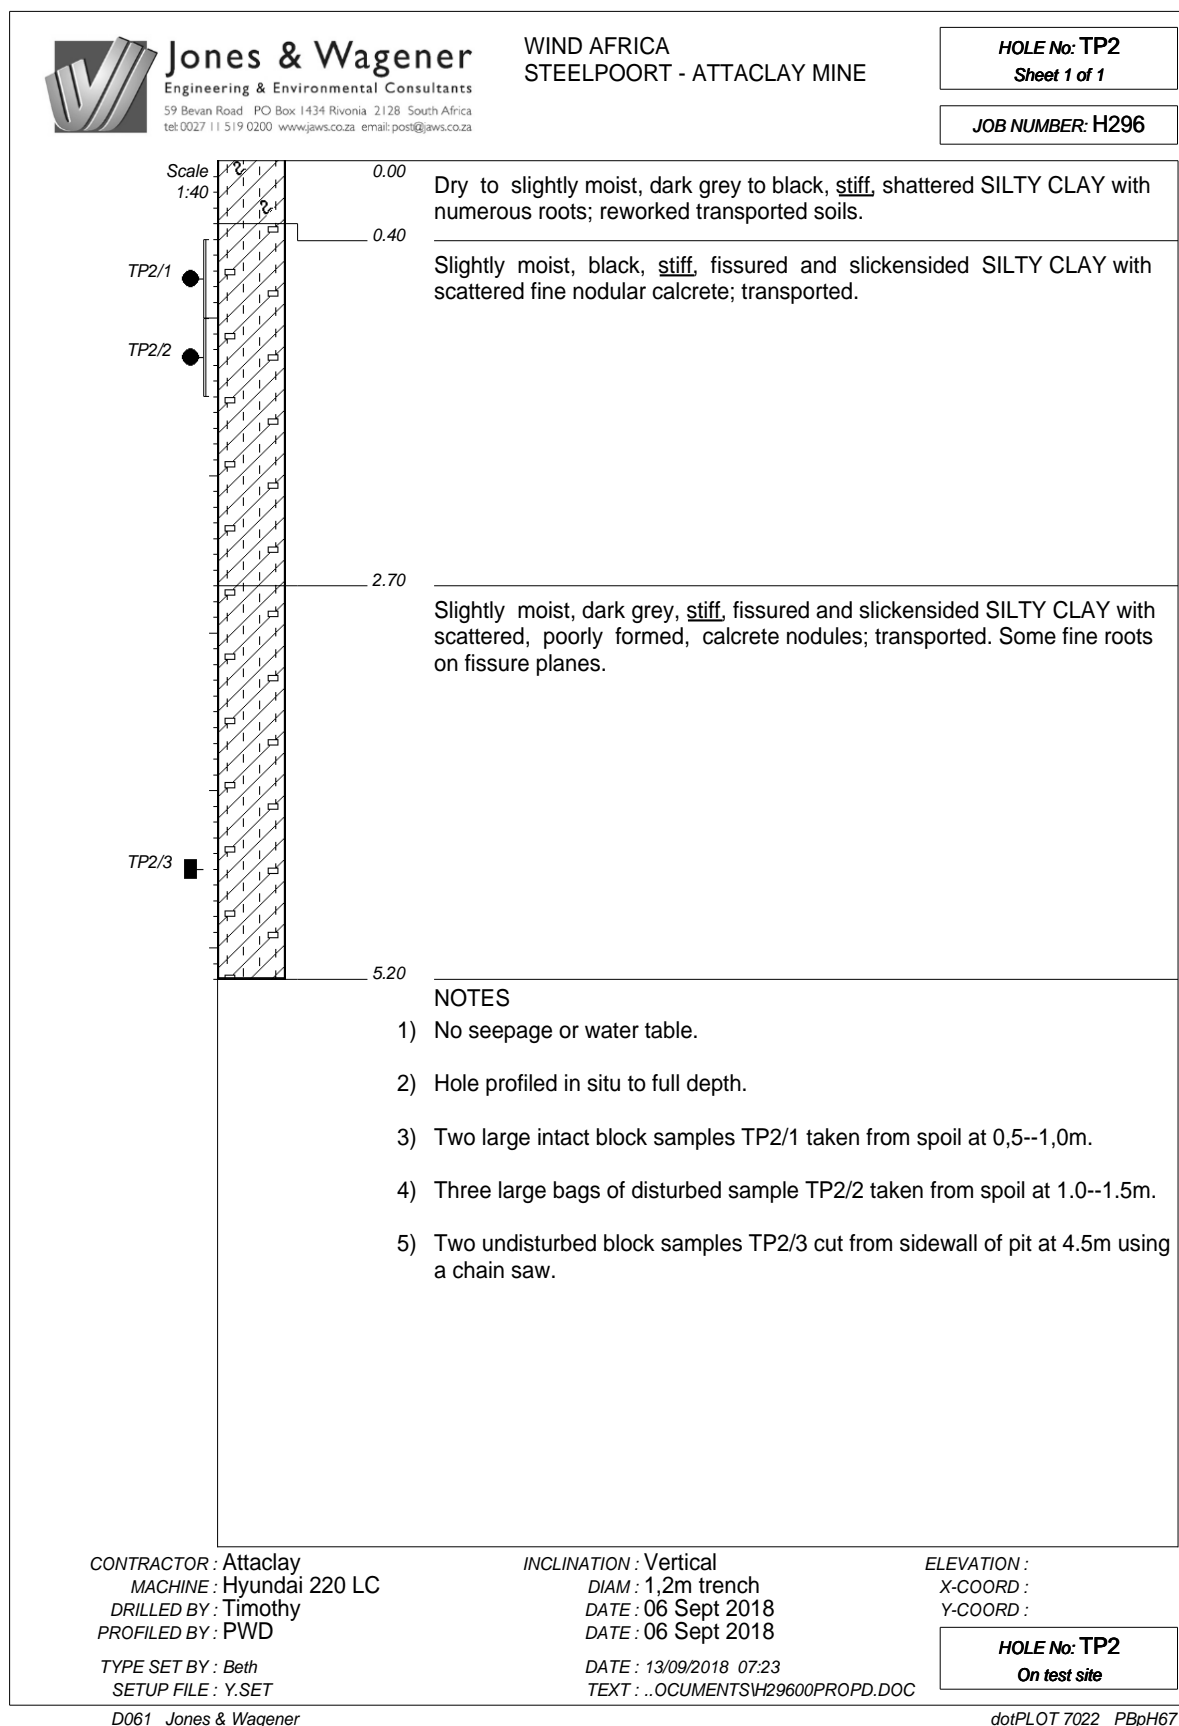 Jones & Wagener
Engineering & Environmental Consultants
59 Bevan Road PO Box 1434 Rivonia 2128 South Africa
tel: 0027 11 519 0200 www.jaws.co.za email: post@jaws.co.za
WIND AFRICA
STEELPOORT - ATTACLAY MINE
HOLE No: TP2
Sheet 1 of 1
JOB NUMBER: H296
Scale
1:40
0.00
Dry to slightly moist, dark grey to black, stiff, shattered SILTY CLAY with
numerous roots; reworked transported soils.
0.40
TP2/1
Slightly moist, black, stiff, fissured and slickensided SILTY CLAY with
scattered fine nodular calcrete; transported.
TP2/2
2.70
Slightly moist, dark grey, stiff, fissured and slickensided SILTY CLAY with
scattered, poorly formed, calcrete nodules; transported. Some fine roots
on fissure planes.
TP2/3
5.20
NOTES
1) No seepage or water table.
2) Hole profiled in situ to full depth.
3) Two large intact block samples TP2/1 taken from spoil at 0,5--1,0m.
4) Three large bags of disturbed sample TP2/2 taken from spoil at 1.0--1.5m.
5) Two undisturbed block samples TP2/3 cut from sidewall of pit at 4.5m using
a chain saw.
CONTRACTOR : Attaclay
MACHINE : Hyundai 220 LC
DRILLED BY : Timothy
PROFILED BY : PWD
TYPE SET BY : Beth
SETUP FILE : Y.SET
INCLINATION : Vertical
DIAM : 1,2m trench
DATE : 06 Sept 2018
DATE : 06 Sept 2018
DATE : 13/09/2018 07:23
TEXT : ..OCUMENTS\H29600PROPD.DOC
ELEVATION :
X-COORD :
Y-COORD :
HOLE No: TP2
On test site
D061 Jones & Wagener
dotPLOT 7022 PBpH67